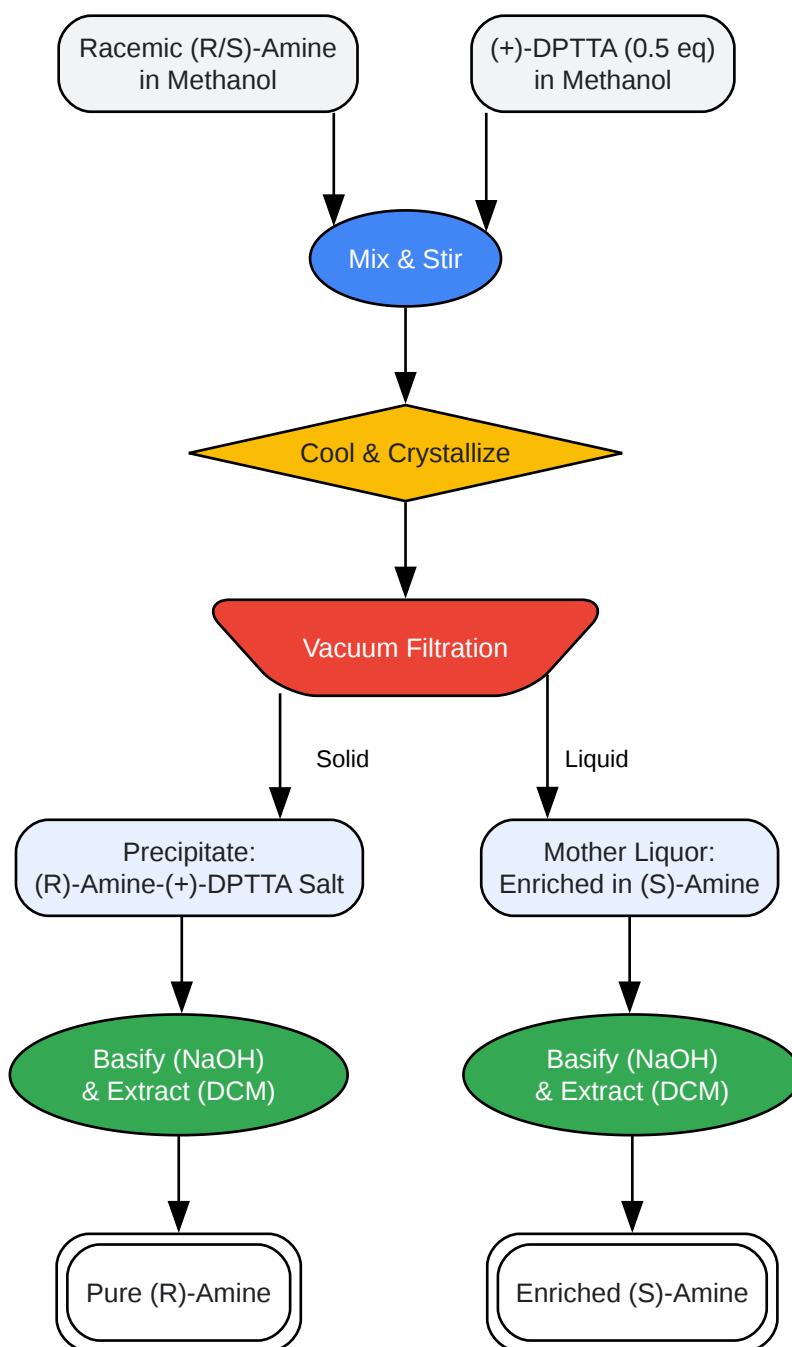 Racemic (R/S)-Amine
in Methanol
(+)-DPTTA (0.5 eq)
in Methanol
Mix & Stir
Cool & Crystallize
Vacuum Filtration
Solid
Liquid
Precipitate:
(R)-Amine-(+)-DPTTA Salt
Mother Liquor:
Enriched in (S)-Amine
Basify (NaOH)
& Extract (DCM)
Basify (NaOH)
& Extract (DCM)
Pure (R)-Amine
Enriched (S)-Amine